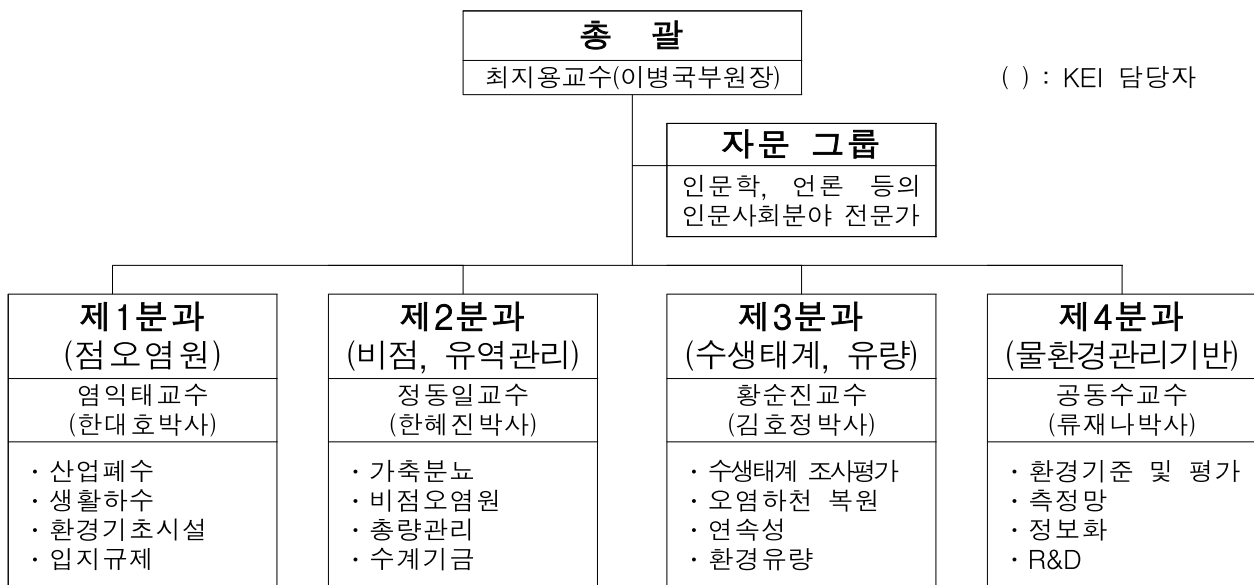 총 괄
최지용교수(이병국부원장)
( ) : KEI 담당자
자문 그룹
인문학, 언론 등의
인문사회분야 전문가
제1분과
(점오염원)
염익태교수
(한대호박사)
· 산업폐수
· 생활하수
· 환경기초시설
· 입지규제
제2분과
(비점, 유역관리)
정동일교수
(한혜진박사)
· 가축분뇨
· 비점오염원
· 총량관리
· 수계기금
제3분과
(수생태계, 유량)
황순진교수
(김호정박사)
· 수생태계 조사평가
· 오염하천 복원
· 연속성
· 환경유량
제4분과
(물환경관리기반)
공동수교수
(류재나박사)
· 환경기준 및 평가
· 측정망
· 정보화
· R&D